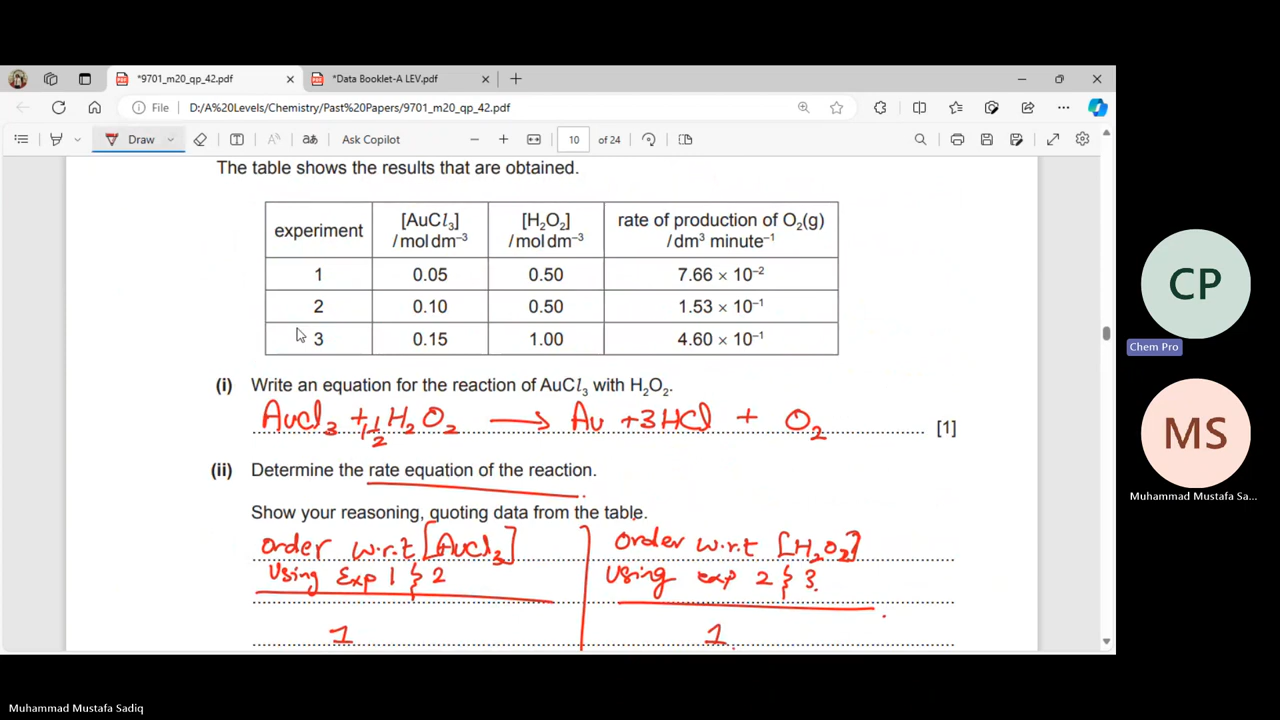 *9701_m20_qp_42.pdf
*Data Booklet-A LEV.pdf
File D:/A%20Levels/Chemistry/Past%20Papers/9701_m20_qp_42.pdf
Draw Ask Copilot 10 of 24
The table shows the results that are obtained.
experiment [AuCl₃] /mol dm⁻³ [H₂O₂] /mol dm⁻³ rate of production of O₂(g) /dm³ minute⁻¹
1 0.05 0.50 7.66 × 10⁻²
2 0.10 0.50 1.53 × 10⁻¹
3 0.15 1.00 4.60 × 10⁻¹
(i) Write an equation for the reaction of AuCl₃ with H₂O₂.
AuCl₃ + 1½ H₂O₂ → Au + 3HCl + O₂
[1]
(ii) Determine the rate equation of the reaction.
Show your reasoning, quoting data from the table.
Order w.r.t [AuCl₃]
Using Exp 1 & 2
1
Order w.r.t [H₂O₂]
Using exp 2 & 3.
1
CP
Chem Pro
MS
Muhammad Mustafa Sa...
Muhammad Mustafa Sadiq